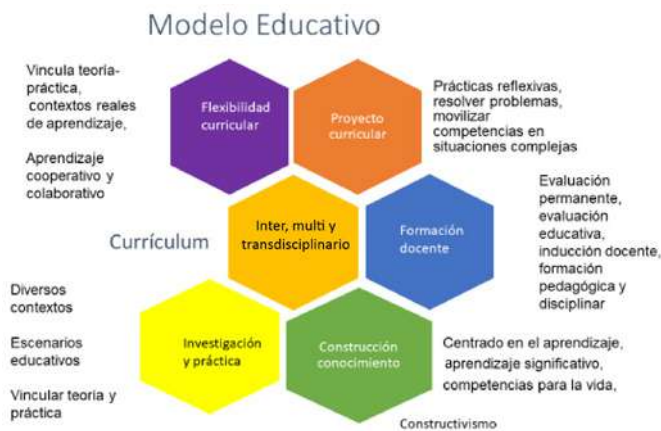 Modelo Educativo
Vincula teoría-
práctica,
contextos reales
de aprendizaje,
Aprendizaje
cooperativo y
colaborativo
Flexibilidad
curricular
Proyecto
curricular
Prácticas reflexivas,
resolver problemas,
movilizar
competencias en
situaciones complejas
Currículum
Inter, multi y
transdisciplinario
Formación
docente
Evaluación
permanente,
evaluación
educativa,
inducción docente,
formación
pedagógica y
disciplinar
Diversos
contextos
Escenarios
educativos
Vincular teoría y
práctica
Investigación
y práctica
Construcción
conocimiento
Centrado en el aprendizaje,
aprendizaje significativo,
competencias para la vida,
Constructivismo